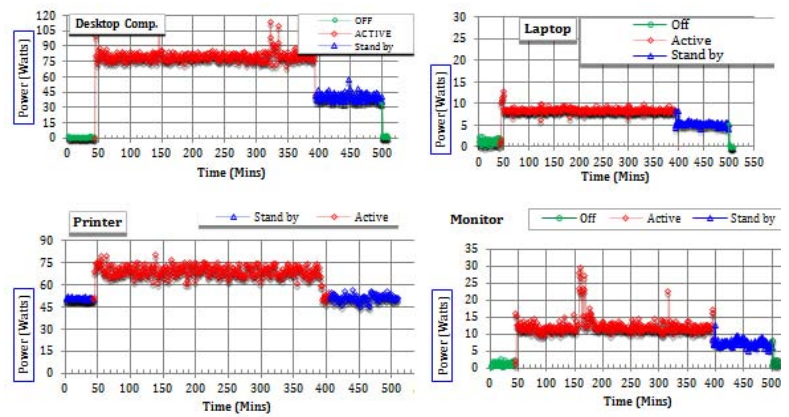 Desktop Comp.
OFF
ACTIVE
Stand by
Power (Watts)
120
105
90
75
60
45
30
15
0
0 50 100 150 200 250 300 350 400 450 500
Time (Mins)
Laptop
Off
Active
Stand by
Power(Watts)
30
25
20
15
10
5
0
0 50 100 150 200 250 300 350 400 450 500 550
Time (Mins)
Printer
Stand by Active
Power (Watts)
90
75
60
45
30
15
0
0 50 100 150 200 250 300 350 400 450 500
Time (Mins)
Monitor
Off Active Stand by
Power (Watts)
35
30
25
20
15
10
5
0
0 50 100 150 200 250 300 350 400 450 500
Time (Mins)